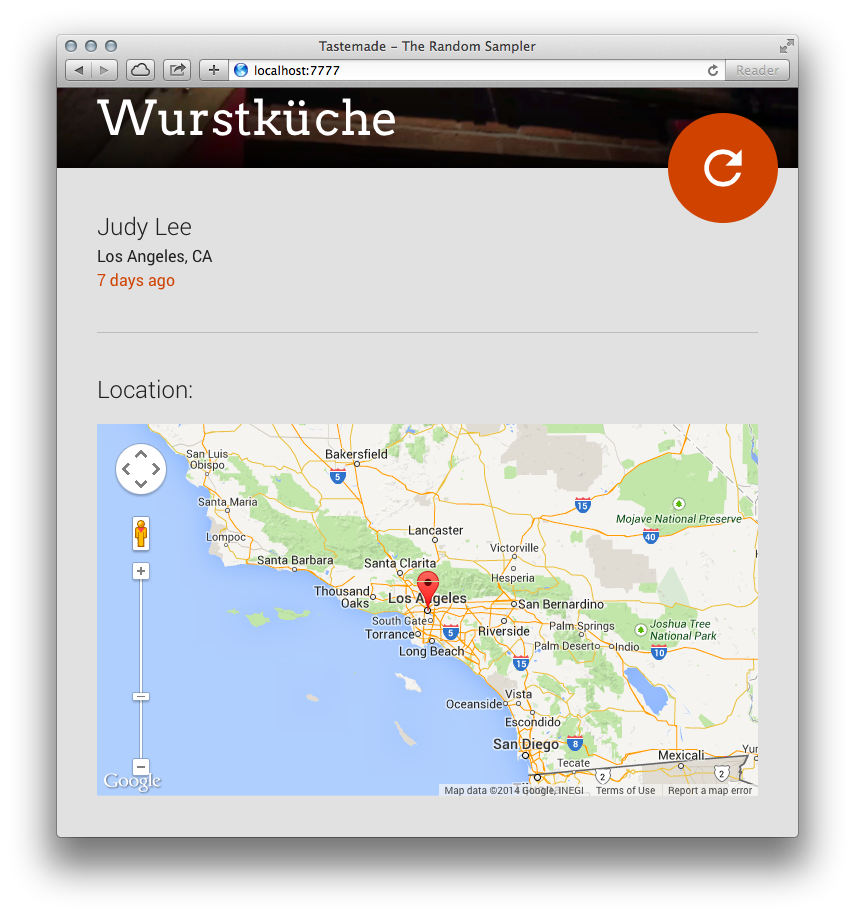 Tastemade – The Random Sampler
localhost:7777
Reader
Wurstküche
Judy Lee
Los Angeles, CA
7 days ago
Location:
San Luis
Obispo
Bakersfield
5
15
Mojave National Preserve
40
Santa Maria
Lompoc
Lancaster
Victorville
Santa Barbara
Santa Clarita
Hesperia
Thousand
Oaks
Los Angeles
San Bernardino
South Gate
Torrance
5
Riverside
Palm Springs
Joshua Tree
National Park
Long Beach
Palm Desert
Indio
10
15
Vista
Oceanside
Escondido
San Diego
8
Tecate
Mexicali
Yu
2
2
Google
Map data ©2014 Google, INEGI
Terms of Use
Report a map error